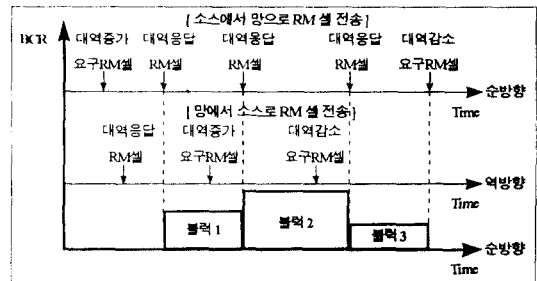 [ 소스에서 망으로 RM 셀 전송 ]
BCR 대역증가 대역응답 대역응답 대역응답 대역감소
요구RM셀 RM셀 RM셀 RM셀 요구RM셀
순방향
[ 망에서 소스로 RM 셀 전송 ] Time
대역응답 대역증가 대역감소
RM셀 요구RM셀 요구RM셀
역방향
Time
블럭 1 블럭 2 블럭 3
순방향
Time